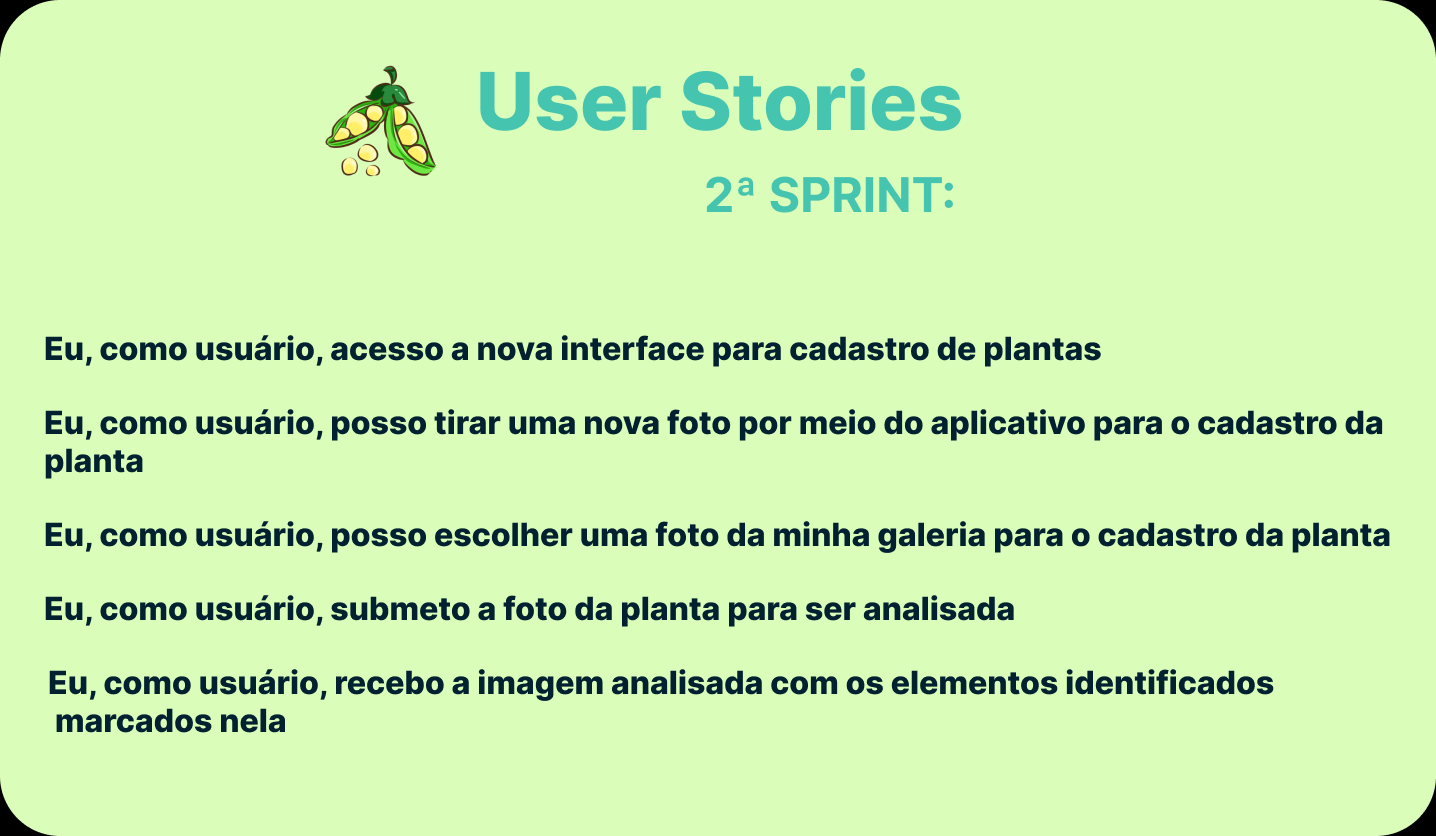 User Stories
2ª SPRINT:
Eu, como usuário, acesso a nova interface para cadastro de plantas
Eu, como usuário, posso tirar uma nova foto por meio do aplicativo para o cadastro da
planta
Eu, como usuário, posso escolher uma foto da minha galeria para o cadastro da planta
Eu, como usuário, submeto a foto da planta para ser analisada
Eu, como usuário, recebo a imagem analisada com os elementos identificados
marcados nela